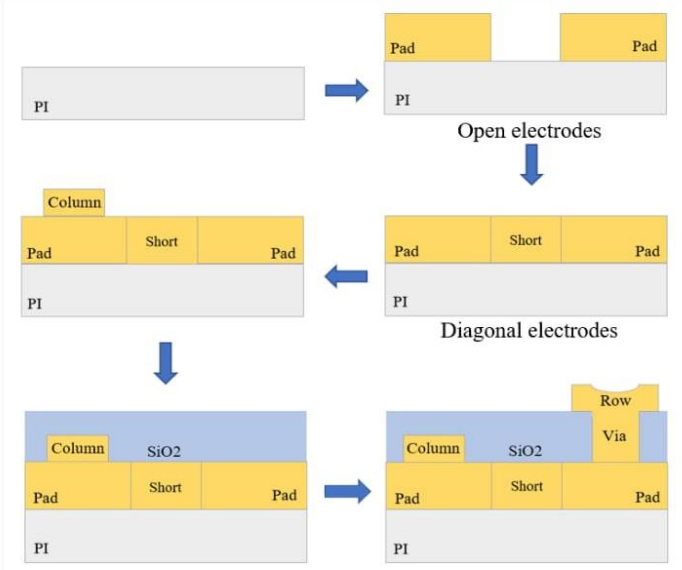 PI
Pad
Pad
PI
Open electrodes
Column
Pad
Short
Pad
PI
Pad
Short
Pad
PI
Diagonal electrodes
Column
SiO2
Pad
Short
Pad
PI
Row
Via
Column
SiO2
Pad
Short
Pad
PI